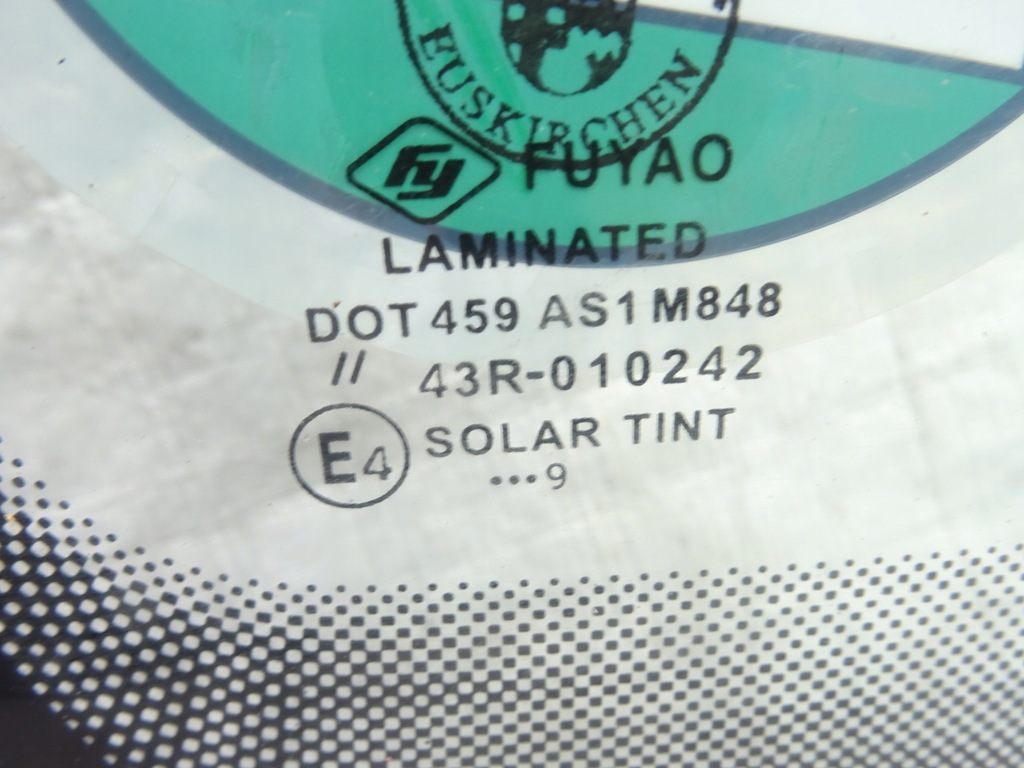 EUSKIRCHEN
fy FUYAO
LAMINATED
DOT 459 AS1 M848
// 43R-010242
E4 SOLAR TINT
•••9